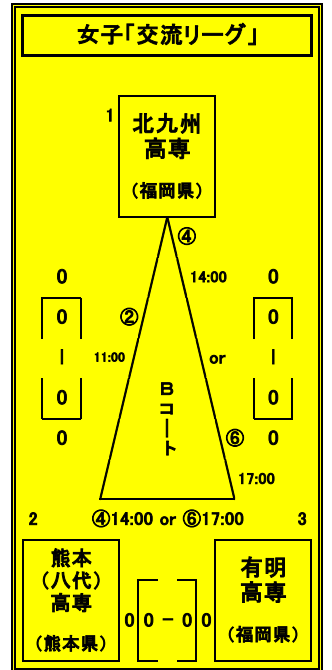 女子「交流リーグ」
1
北九州
高専
(福岡県)
④
14:00
②
11:00
or
0
0
ー
0
0
0
0
ー
0
0
Bコート
⑥
17:00
2
④14:00 or ⑥17:00
3
熊本
(八代)
高専
(熊本県)
0 0 - 0 0
有明
高専
(福岡県)